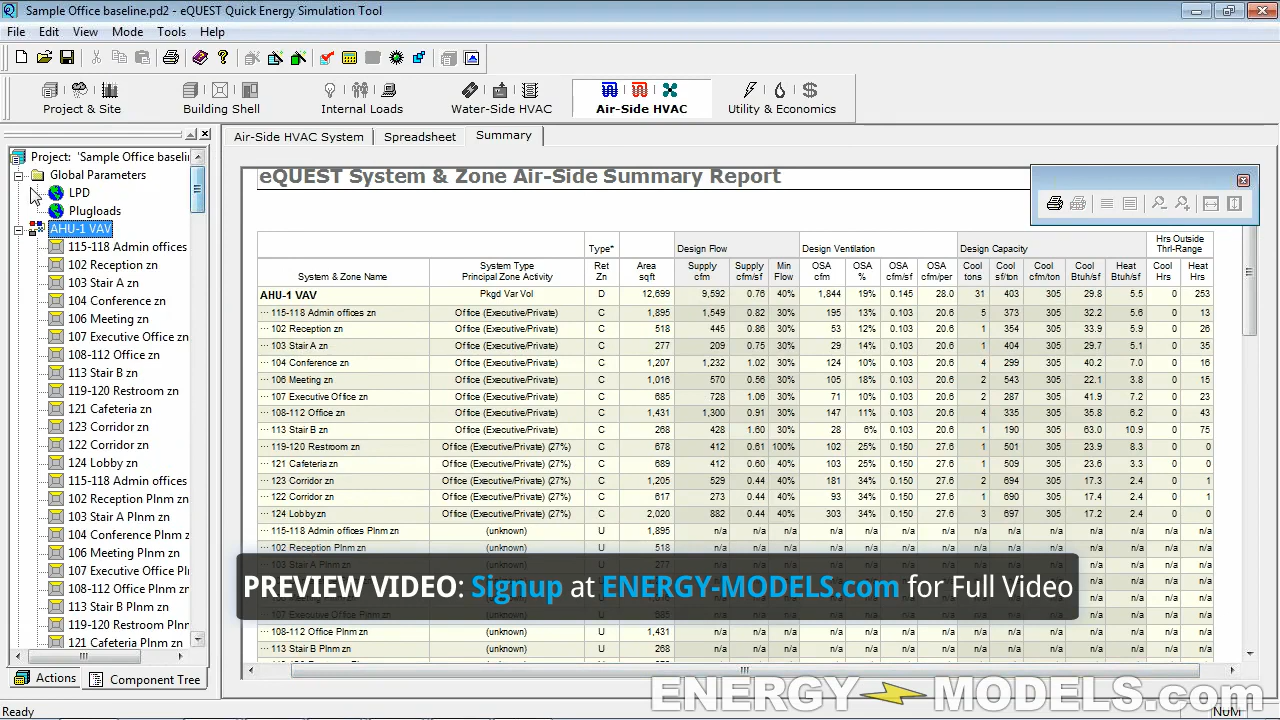 Sample Office baseline.pd2 - eQUEST Quick Energy Simulation Tool
File Edit View Mode Tools Help
Project & Site Building Shell Internal Loads Water-Side HVAC Air-Side HVAC Utility & Economics
Air-Side HVAC System Spreadsheet Summary
Project: 'Sample Office baselin
Global Parameters
LPD
Plugloads
AHU-1 VAV
115-118 Admin offices
102 Reception zn
103 Stair A zn
104 Conference zn
106 Meeting zn
107 Executive Office zn
108-112 Office zn
113 Stair B zn
119-120 Restroom zn
121 Cafeteria zn
123 Corridor zn
122 Corridor zn
124 Lobby zn
115-118 Admin offices
102 Reception Plnm zn
103 Stair A Plnm zn
104 Conference Plnm zn
106 Meeting Plnm zn
107 Executive Office Pln
108-112 Office Plnm zn
113 Stair B Plnm zn
119-120 Restroom Plnm
121 Cafeteria Plnm zn
Actions Component Tree
Ready
eQUEST System & Zone Air-Side Summary Report
Type* Design Flow Design Ventilation Design Capacity Hrs Outside Thrl-Range
System & Zone Name System Type Principal Zone Activity Ret Zn Area sqft Supply cfm Supply cfm/sf Min Flow OSA cfm OSA % OSA cfm/sf OSA cfm/per Cool tons Cool sf/ton Cool cfm/ton Cool Btuh/sf Heat Btuh/sf Cool Hrs Heat Hrs
AHU-1 VAV Pkgd Var Vol D 12,699 9,592 0.76 40% 1,844 19% 0.145 28.0 31 403 305 29.8 5.5 0 253
115-118 Admin offices zn Office (Executive/Private) C 1,895 1,549 0.82 30% 195 13% 0.103 20.6 5 373 305 32.2 5.6 0 13
102 Reception zn Office (Executive/Private) C 518 445 0.86 30% 53 12% 0.103 20.6 1 354 305 33.9 5.9 0 26
103 Stair A zn Office (Executive/Private) C 277 209 0.75 30% 29 14% 0.103 20.6 1 404 305 29.7 5.1 0 35
104 Conference zn Office (Executive/Private) C 1,207 1,232 1.02 30% 124 10% 0.103 20.6 4 299 305 40.2 7.0 0 16
106 Meeting zn Office (Executive/Private) C 1,016 570 0.56 30% 105 18% 0.103 20.6 2 543 305 22.1 3.8 0 15
107 Executive Office zn Office (Executive/Private) C 685 728 1.06 30% 71 10% 0.103 20.6 2 287 305 41.9 7.2 0 23
108-112 Office zn Office (Executive/Private) C 1,431 1,300 0.91 30% 147 11% 0.103 20.6 4 335 305 35.8 6.2 0 43
113 Stair B zn Office (Executive/Private) C 268 428 1.60 30% 28 6% 0.103 20.6 1 190 305 63.0 10.9 0 75
119-120 Restroom zn Office (Executive/Private) (27%) C 678 412 0.61 100% 102 25% 0.150 27.6 1 501 305 23.9 8.3 0 0
121 Cafeteria zn Office (Executive/Private) (27%) C 689 412 0.60 40% 103 25% 0.150 27.6 1 509 305 23.6 3.3 0 0
123 Corridor zn Office (Executive/Private) (27%) C 1,205 529 0.44 40% 181 34% 0.150 27.6 2 694 305 17.3 2.4 0 1
122 Corridor zn Office (Executive/Private) (27%) C 617 273 0.44 40% 93 34% 0.150 27.6 1 690 305 17.4 2.4 0 1
124 Lobby zn Office (Executive/Private) (27%) C 2,020 882 0.44 40% 303 34% 0.150 27.6 3 697 305 17.2 2.4 0 0
115-118 Admin offices Plnm zn (unknown) U 1,895 n/a n/a n/a n/a n/a n/a n/a n/a n/a n/a n/a n/a n/a n/a
102 Reception Plnm zn (unknown) U 518 n/a n/a n/a n/a n/a n/a n/a n/a n/a n/a n/a n/a n/a n/a
PREVIEW VIDEO: Signup at ENERGY-MODELS.com for Full Video
108-112 Office Plnm zn (unknown) U 1,431 n/a n/a n/a n/a n/a n/a n/a n/a n/a n/a n/a n/a n/a n/a
113 Stair B Plnm zn (unknown) U 268 n/a n/a n/a n/a n/a n/a n/a n/a n/a n/a n/a n/a n/a n/a
ENERGY MODELS.com
NUM